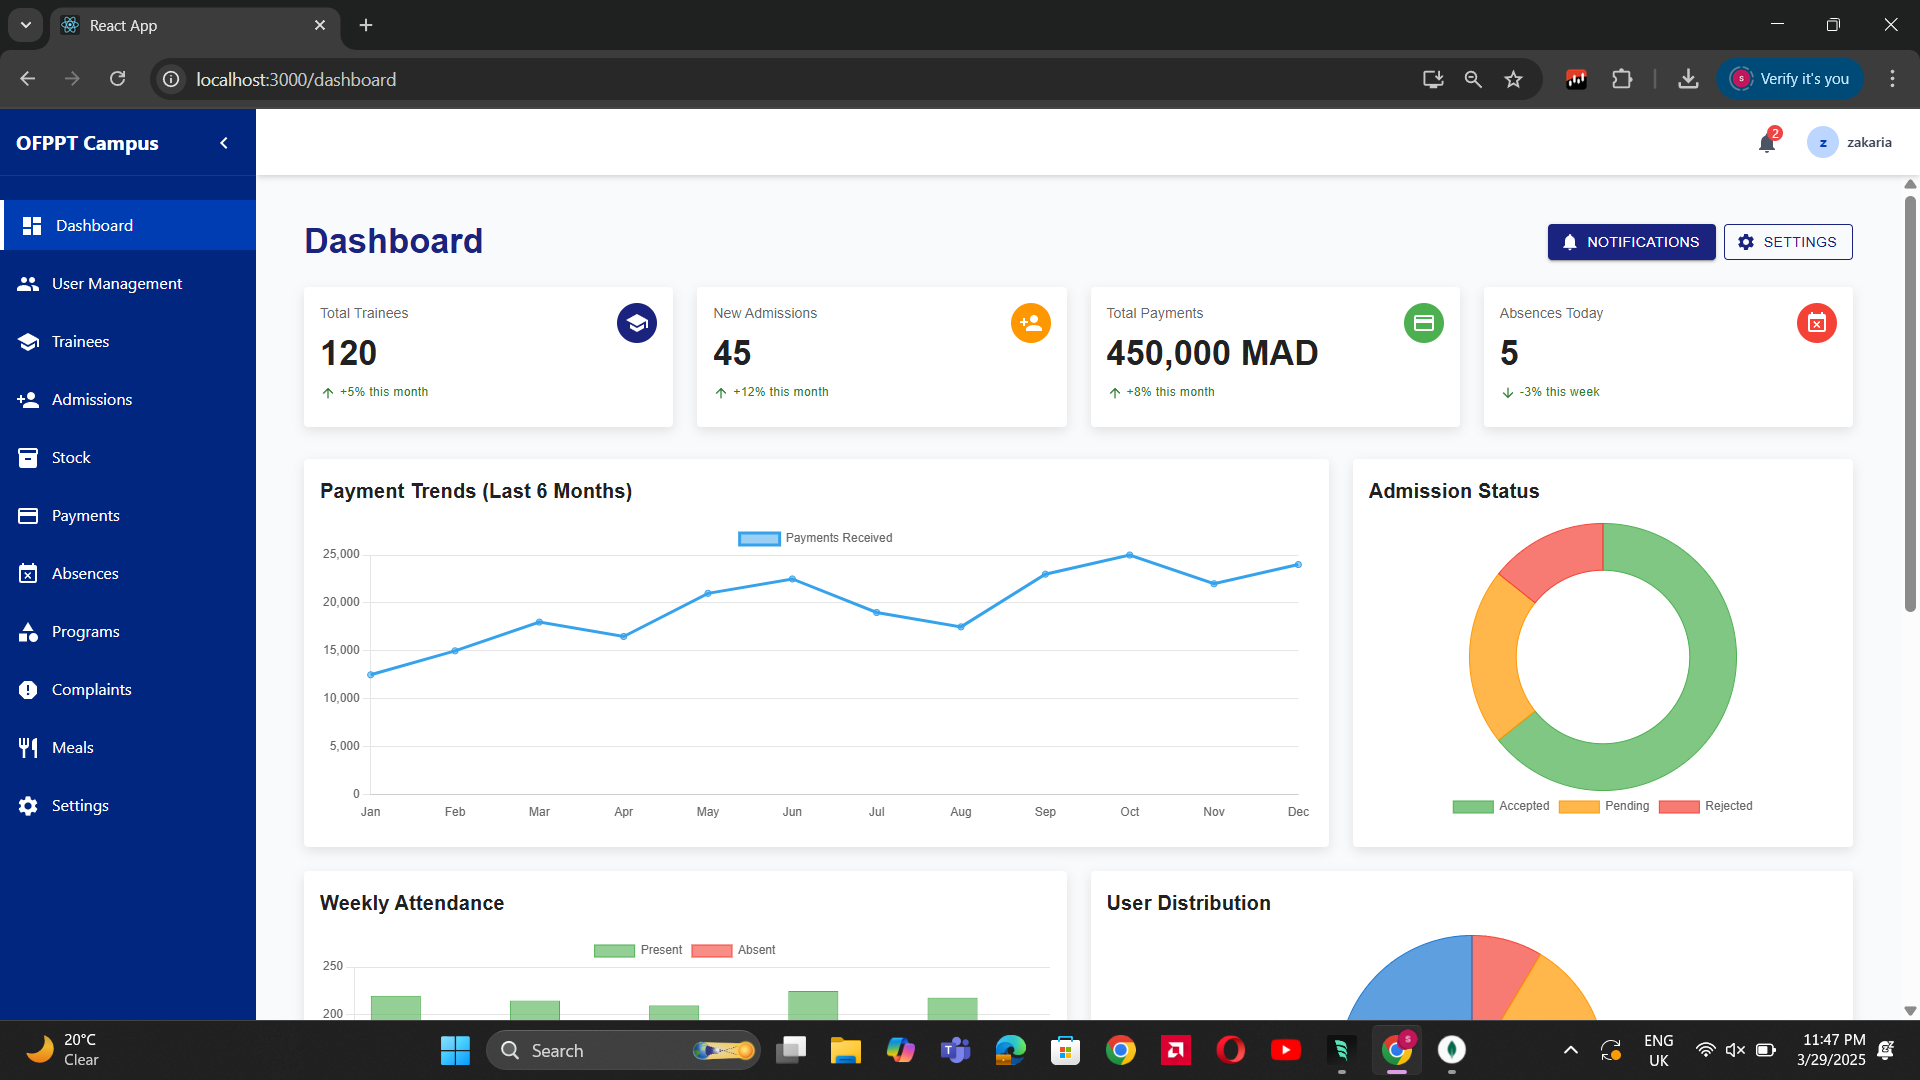 React App
localhost:3000/dashboard
s
Verify it's you
OFPPT Campus
2
z
zakaria
Dashboard
User Management
Trainees
Admissions
Stock
Payments
Absences
Programs
Complaints
Meals
Settings
Dashboard
NOTIFICATIONS
SETTINGS
Total Trainees
120
+5% this month
New Admissions
45
+12% this month
Total Payments
450,000 MAD
+8% this month
Absences Today
5
-3% this week
Payment Trends (Last 6 Months)
Payments Received
25,000
20,000
15,000
10,000
5,000
0
Jan Feb Mar Apr May Jun Jul Aug Sep Oct Nov Dec
Admission Status
Accepted Pending Rejected
Weekly Attendance
Present Absent
250
200
User Distribution
20°C
Clear
Search
T
s
ENG
UK
11:47 PM
3/29/2025